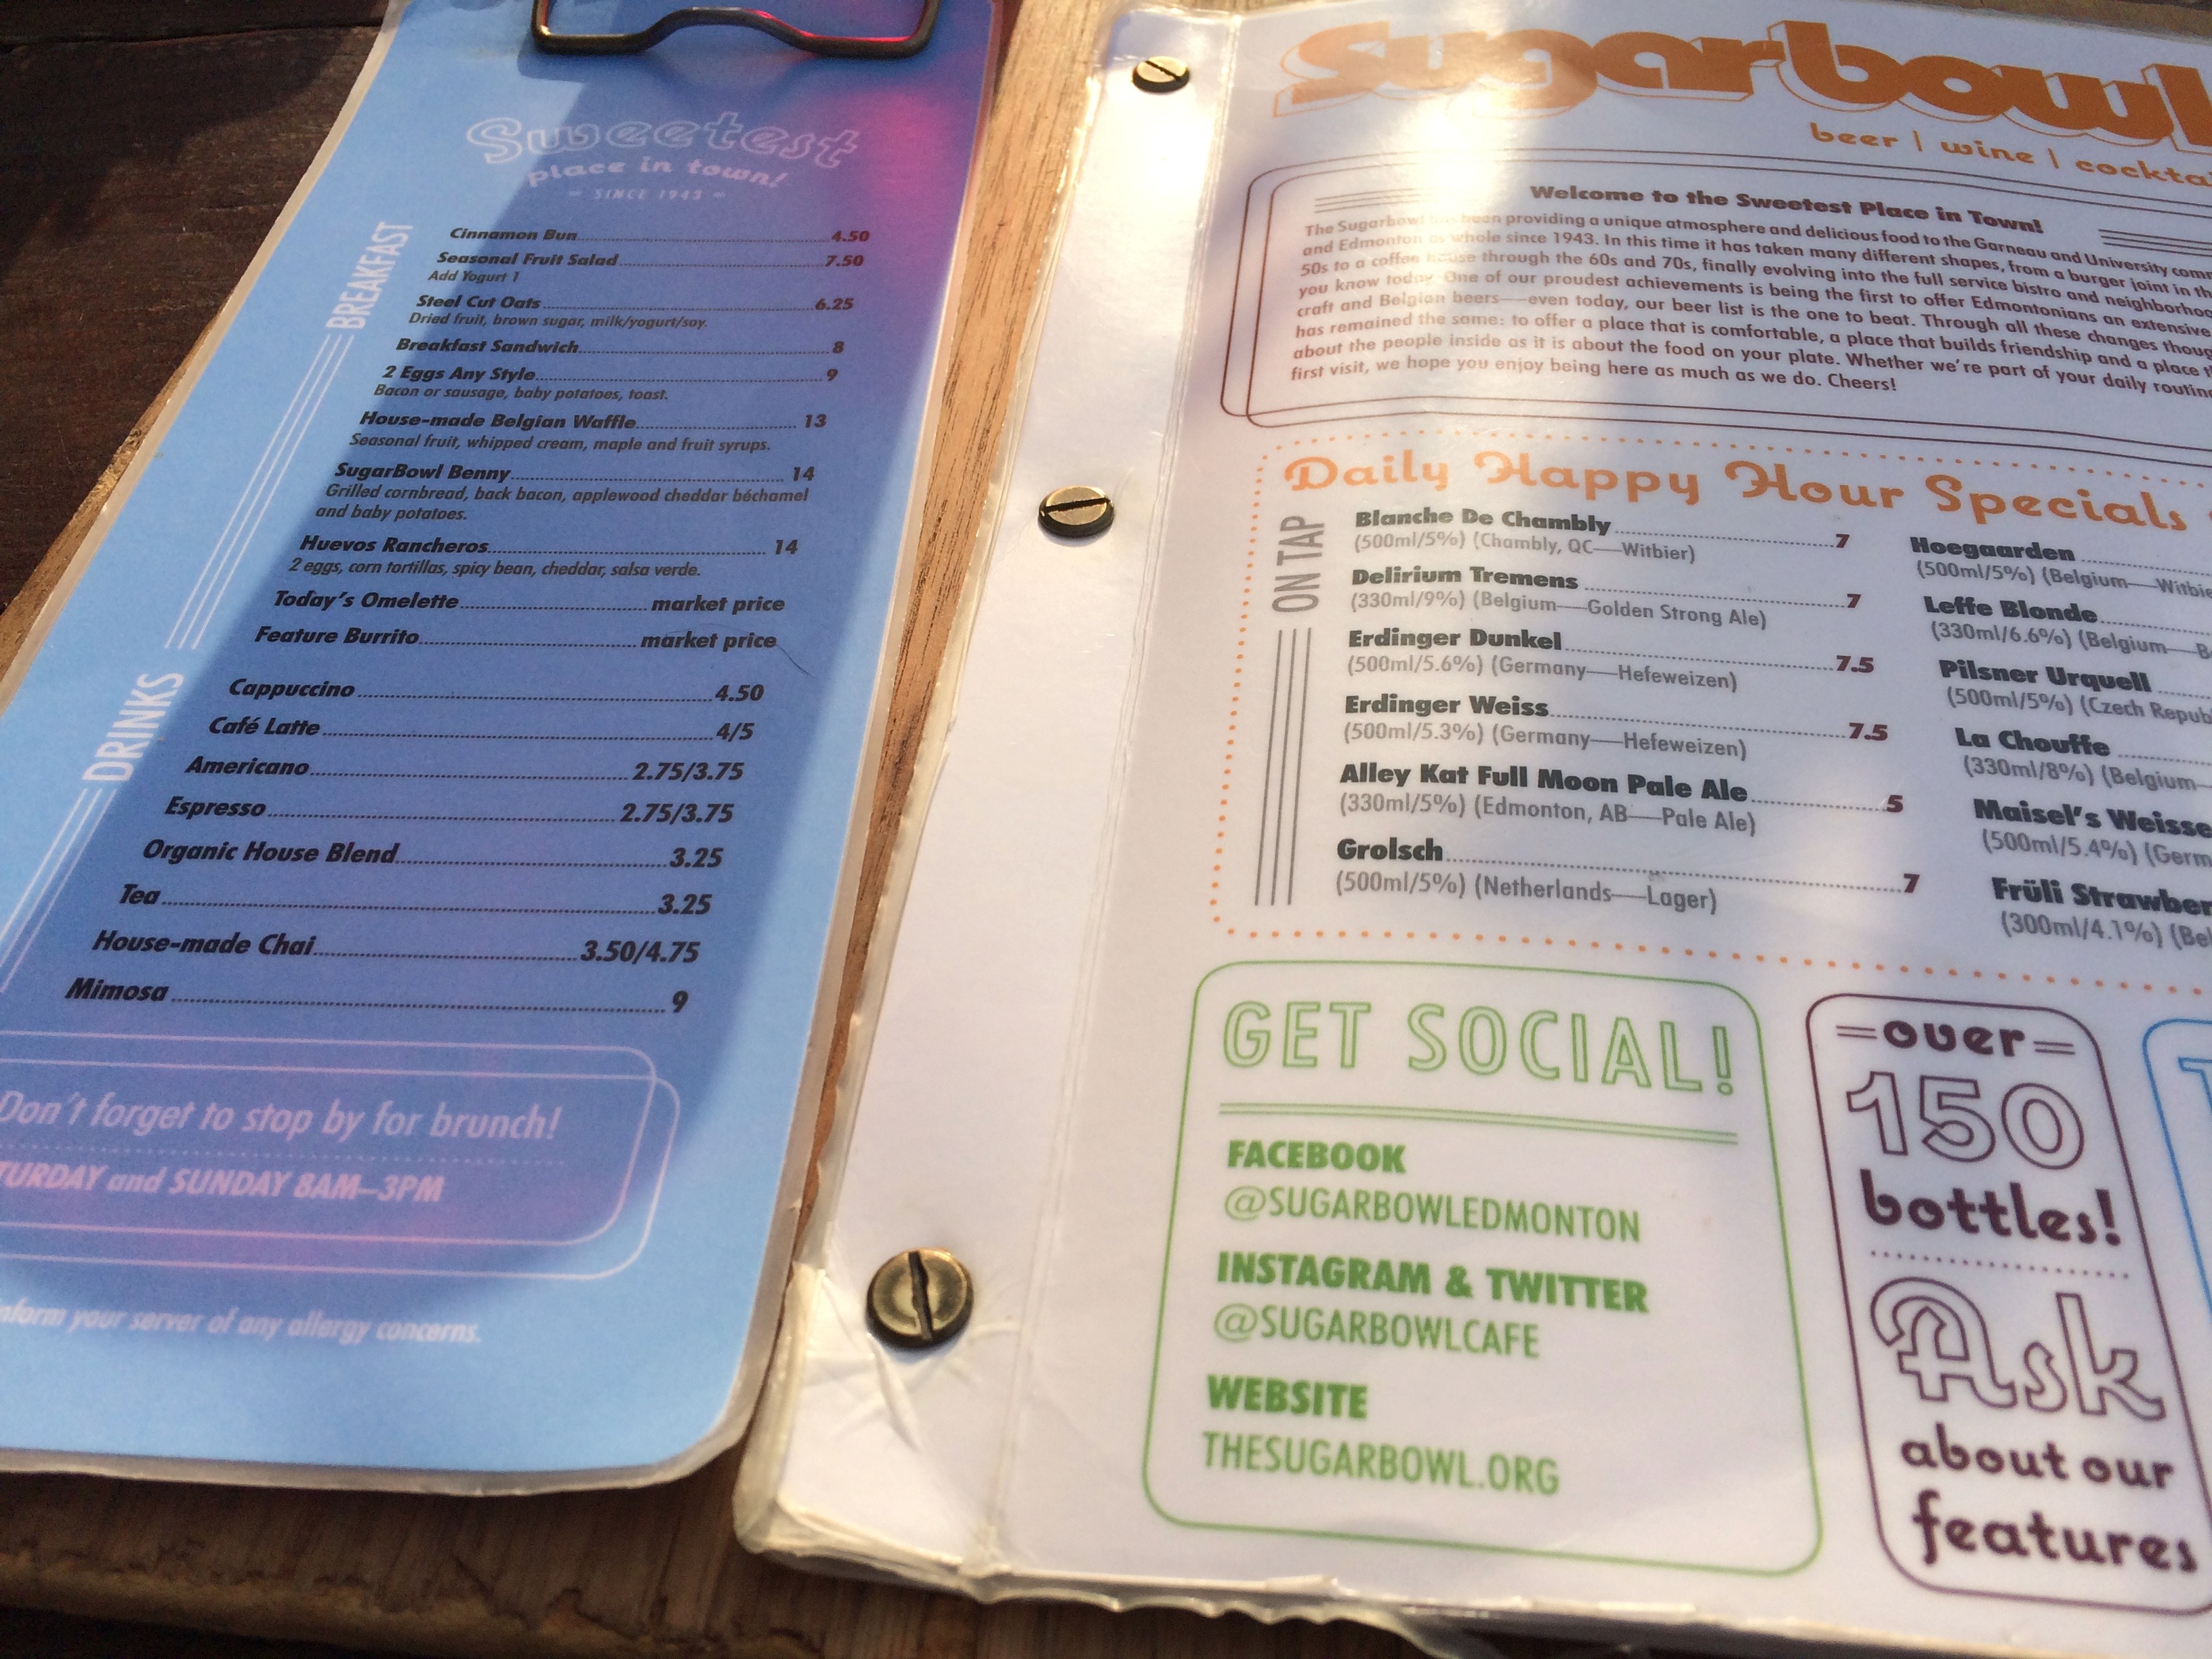 Sweetest
place in town!
SINCE 1943
BREAKFAST
Cinnamon Bun 4.50
Seasonal Fruit Salad 7.50
Add Yogurt 1
Steel Cut Oats 6.25
Dried fruit, brown sugar, milk/yogurt/soy.
Breakfast Sandwich 8
2 Eggs Any Style 9
Bacon or sausage, baby potatoes, toast.
House-made Belgian Waffle 13
Seasonal fruit, whipped cream, maple and fruit syrups.
SugarBowl Benny 14
Grilled cornbread, back bacon, applewood cheddar béchamel
and baby potatoes.
Huevos Rancheros 14
2 eggs, corn tortillas, spicy bean, cheddar, salsa verde.
Today's Omelette market price
Feature Burrito market price
DRINKS
Cappuccino 4.50
Café Latte 4/5
Americano 2.75/3.75
Espresso 2.75/3.75
Organic House Blend 3.25
Tea 3.25
House-made Chai 3.50/4.75
Mimosa 9
Don't forget to stop by for brunch!
TURDAY and SUNDAY 8AM–3PM
nform your server of any allergy concerns.
Sugarbowl
beer | wine | cockta
Welcome to the Sweetest Place in Town!
The Sugarbowl has been providing a unique atmosphere and delicious food to the Garneau and University comm
and Edmonton as whole since 1943. In this time it has taken many different shapes, from a burger joint in the
50s to a coffee house through the 60s and 70s, finally evolving into the full service bistro and neighborhoo
you know today. One of our proudest achievements is being the first to offer Edmontonians an extensive
craft and Belgian beers—even today, our beer list is the one to beat. Through all these changes thoug
has remained the same: to offer a place that is comfortable, a place that builds friendship and a place t
about the people inside as it is about the food on your plate. Whether we're part of your daily routin
first visit, we hope you enjoy being here as much as we do. Cheers!
Daily Happy Hour Specials
ON TAP
Blanche De Chambly 7
(500ml/5%) (Chambly, QC—Witbier)
Delirium Tremens 7
(330ml/9%) (Belgium—Golden Strong Ale)
Erdinger Dunkel 7.5
(500ml/5.6%) (Germany—Hefeweizen)
Erdinger Weiss 7.5
(500ml/5.3%) (Germany—Hefeweizen)
Alley Kat Full Moon Pale Ale 5
(330ml/5%) (Edmonton, AB—Pale Ale)
Grolsch 7
(500ml/5%) (Netherlands—Lager)
Hoegaarden
(500ml/5%) (Belgium—Witbie
Leffe Blonde
(330ml/6.6%) (Belgium—B
Pilsner Urquell
(500ml/5%) (Czech Repub
La Chouffe
(330ml/8%) (Belgium-
Maisel's Weisse
(500ml/5.4%) (Germ
Früli Strawber
(300ml/4.1%) (Be
GET SOCIAL!
FACEBOOK
@SUGARBOWLEDMONTON
INSTAGRAM & TWITTER
@SUGARBOWLCAFE
WEBSITE
THESUGARBOWL.ORG
over
150
bottles!
Ask
about our
features